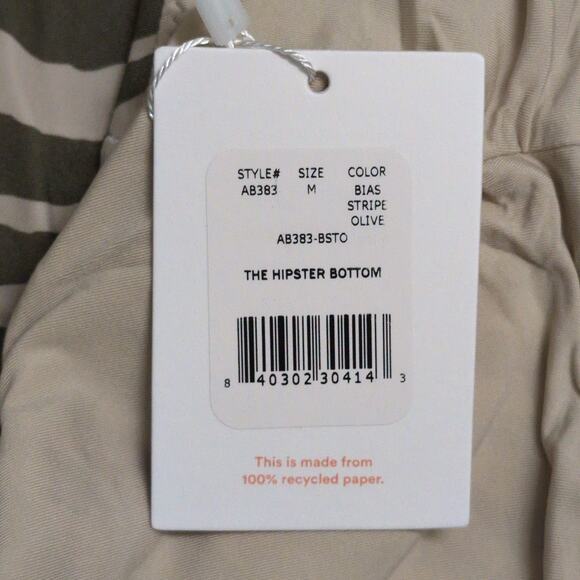 STYLE# SIZE COLOR
AB383 M BIAS
STRIPE
OLIVE
AB383-BSTO
THE HIPSTER BOTTOM
8 40302 30414 3
This is made from
100% recycled paper.